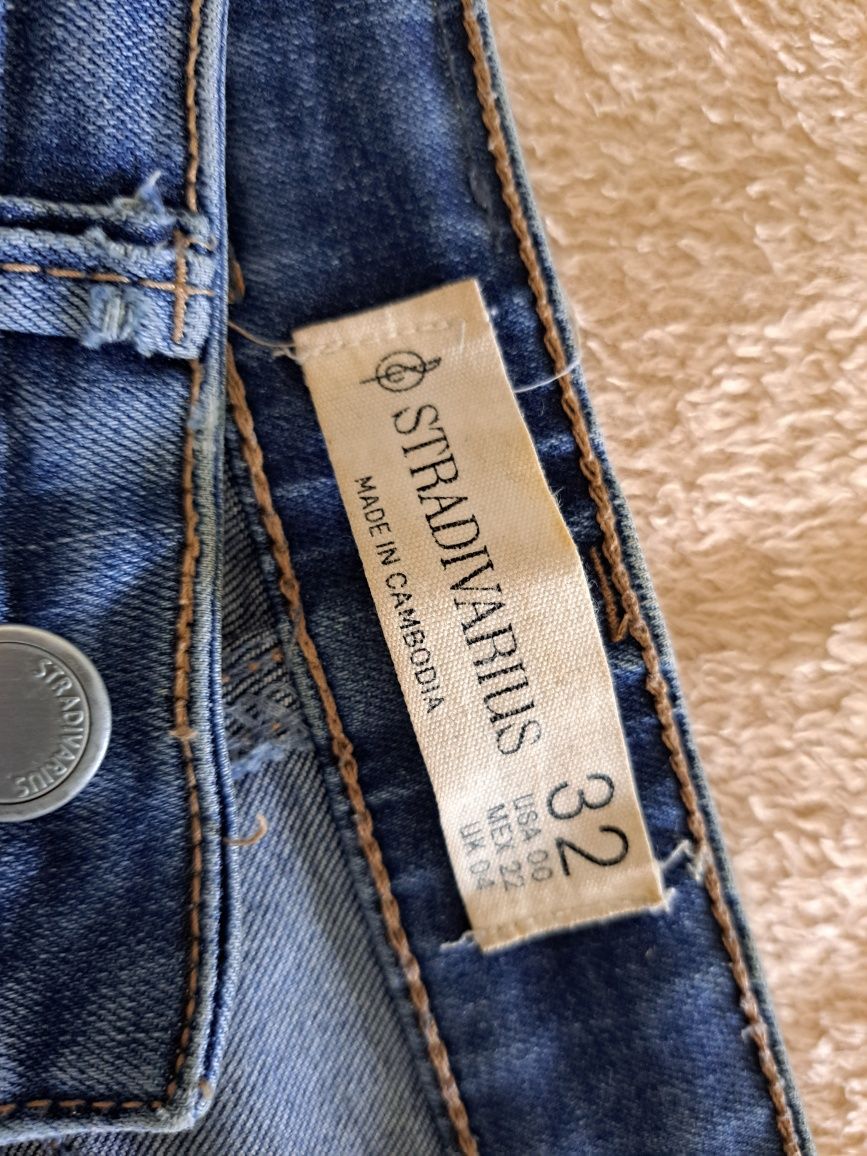 STRADIVARIUS
MADE IN CAMBODIA
32
USA 00
MEX 22
UK 04
STRADIVARIUS